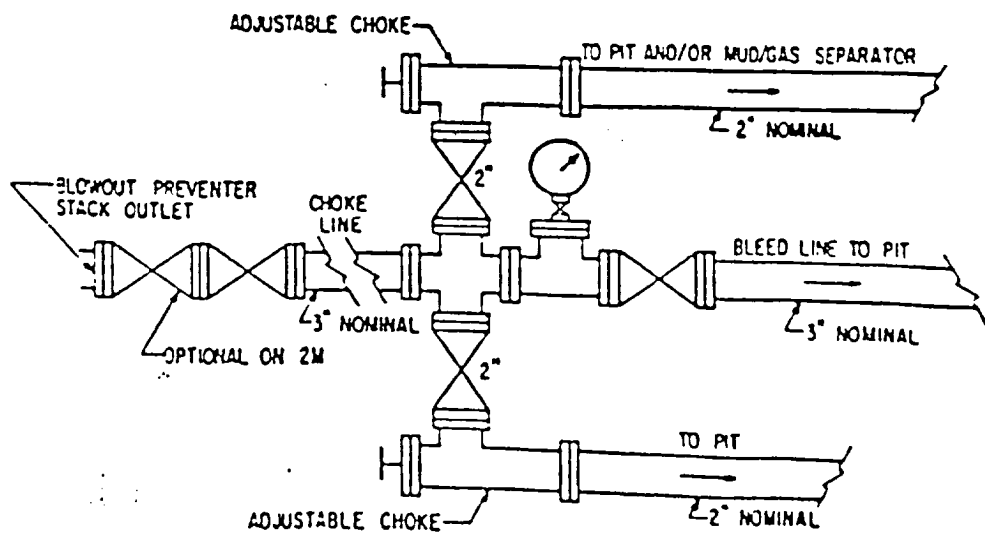 ADJUSTABLE CHOKE
TO PIT AND/OR MUD/GAS SEPARATOR
2" NOMINAL
2"
BLOWOUT PREVENTER
STACK OUTLET
CHOKE
LINE
BLEED LINE TO PIT
3" NOMINAL
3" NOMINAL
OPTIONAL ON 2M
2"
TO PIT
2" NOMINAL
ADJUSTABLE CHOKE